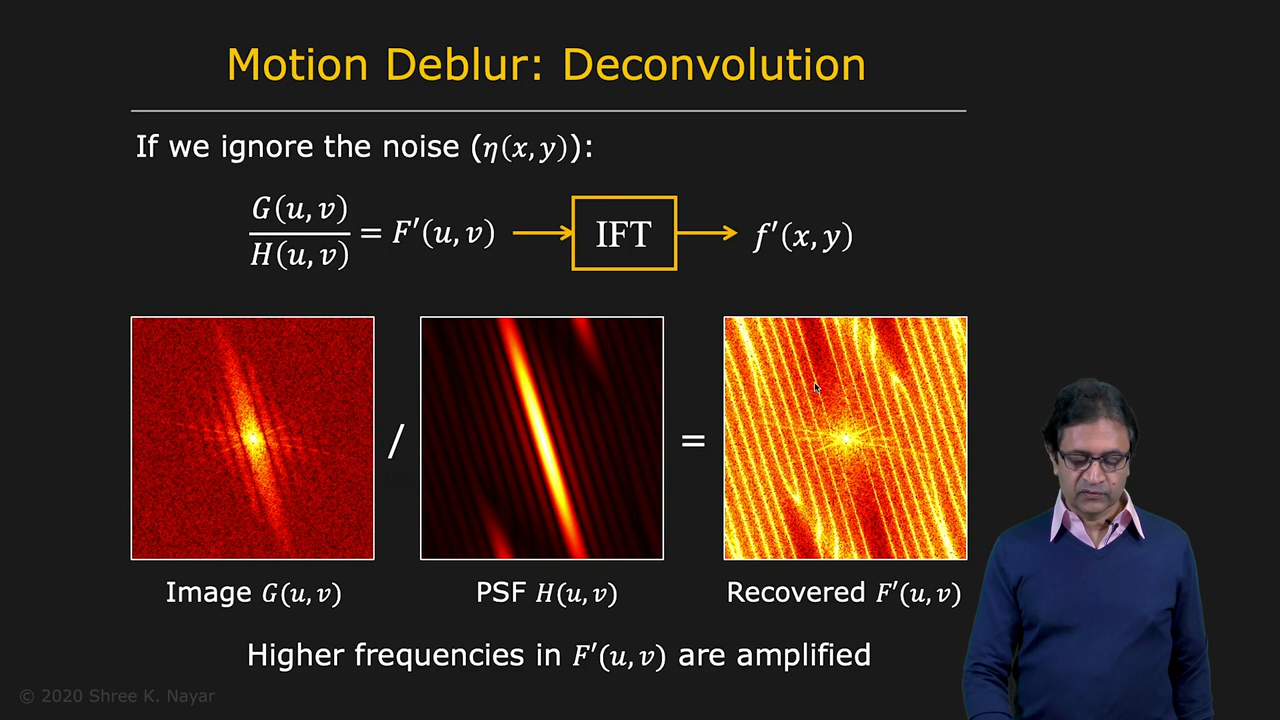 Motion Deblur: Deconvolution
If we ignore the noise (η(x, y)):
G(u, v) / H(u, v) = F′(u, v) → IFT → f′(x, y)
/ =
Image G(u, v) PSF H(u, v) Recovered F′(u, v)
Higher frequencies in F′(u, v) are amplified
© 2020 Shree K. Nayar